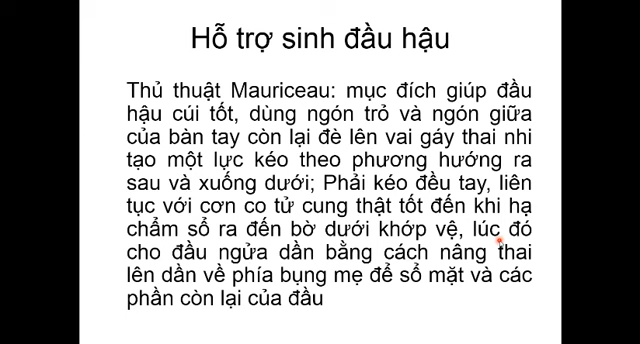 Hỗ trợ sinh đầu hậu
Thủ thuật Mauriceau: mục đích giúp đầu
hậu cúi tốt, dùng ngón trỏ và ngón giữa
của bàn tay còn lại đè lên vai gáy thai nhi
tạo một lực kéo theo phương hướng ra
sau và xuống dưới; Phải kéo đều tay, liên
tục với cơn co tử cung thật tốt đến khi hạ
chẩm sổ ra đến bờ dưới khớp vệ, lúc đó
cho đầu ngửa dần bằng cách nâng thai
lên dần về phía bụng mẹ để sổ mặt và các
phần còn lại của đầu